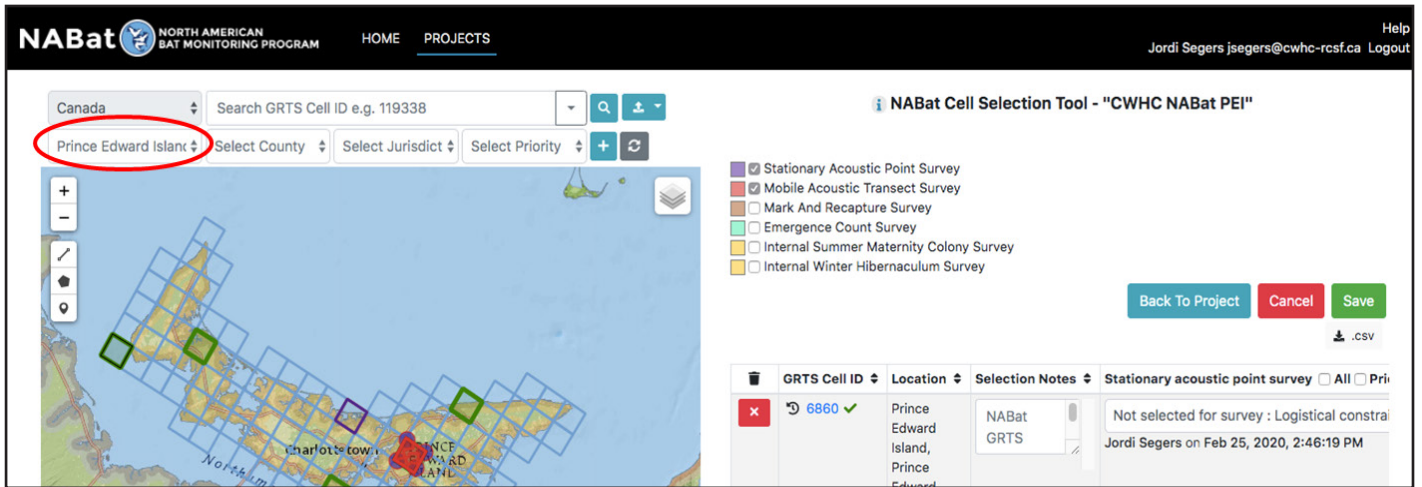 NABat NORTH AMERICAN
BAT MONITORING PROGRAM
HOME PROJECTS
Help
Jordi Segers jsegers@cwhc-rcsf.ca Logout
Canada
Search GRTS Cell ID e.g. 119338
Prince Edward Islanc
Select County
Select Jurisdict
Select Priority
+
+
−
Charlottetown
PRINCE
EDWARD
ISLAND
i NABat Cell Selection Tool - "CWHC NABat PEI"
Stationary Acoustic Point Survey
Mobile Acoustic Transect Survey
Mark And Recapture Survey
Emergence Count Survey
Internal Summer Maternity Colony Survey
Internal Winter Hibernaculum Survey
Back To Project Cancel Save
.csv
GRTS Cell ID Location Selection Notes Stationary acoustic point survey All Pri
6860
Prince
Edward
Island,
Prince
Edward
NABat
GRTS
Not selected for survey : Logistical constrai
Jordi Segers on Feb 25, 2020, 2:46:19 PM